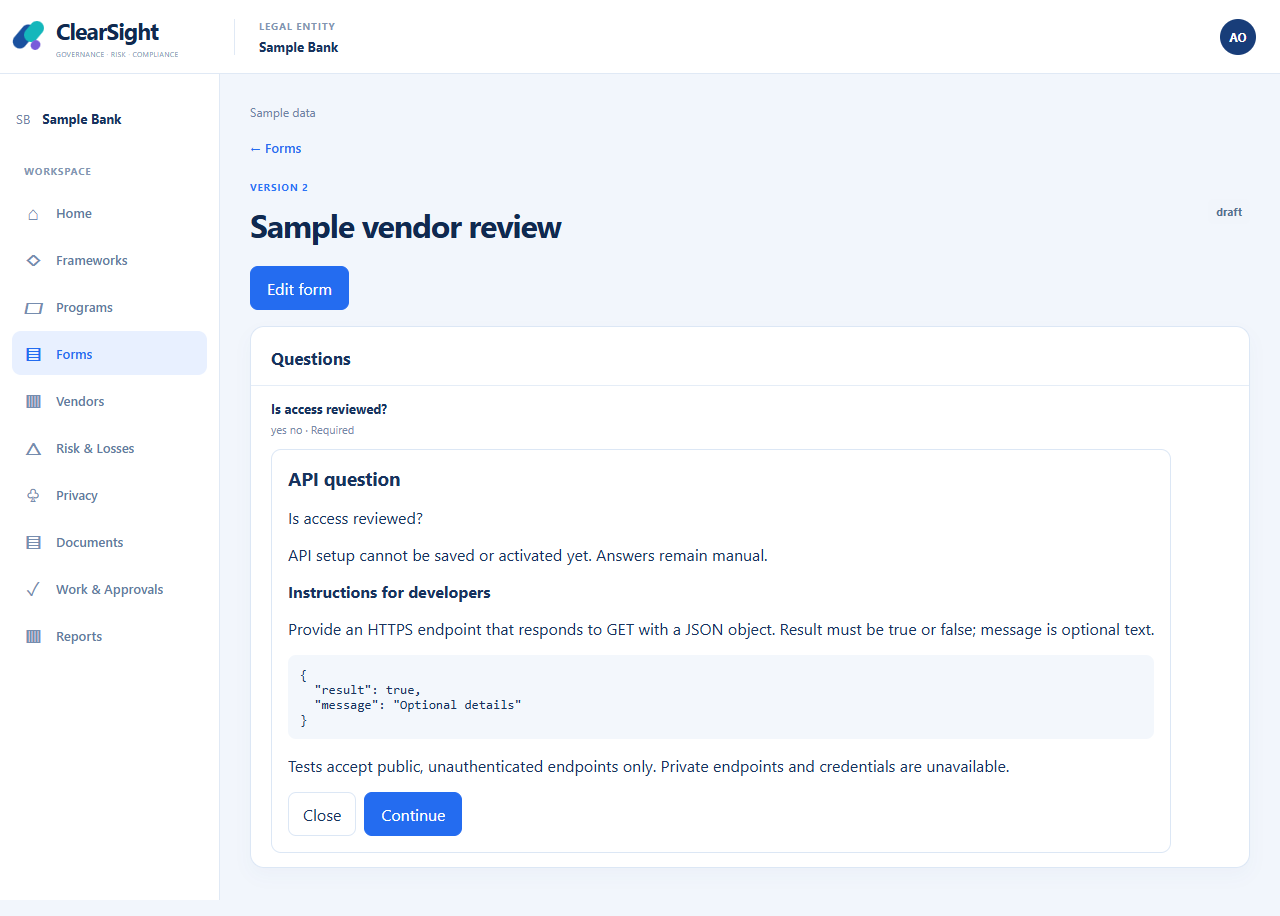 ClearSight
GOVERNANCE · RISK · COMPLIANCE
LEGAL ENTITY
Sample Bank
AO
SB Sample Bank
WORKSPACE
Home
Frameworks
Programs
Forms
Vendors
Risk & Losses
Privacy
Documents
Work & Approvals
Reports
Sample data
← Forms
VERSION 2
Sample vendor review
draft
Edit form
Questions
Is access reviewed?
yes no · Required
API question
Is access reviewed?
API setup cannot be saved or activated yet. Answers remain manual.
Instructions for developers
Provide an HTTPS endpoint that responds to GET with a JSON object. Result must be true or false; message is optional text.
{
  "result": true,
  "message": "Optional details"
}
Tests accept public, unauthenticated endpoints only. Private endpoints and credentials are unavailable.
Close
Continue